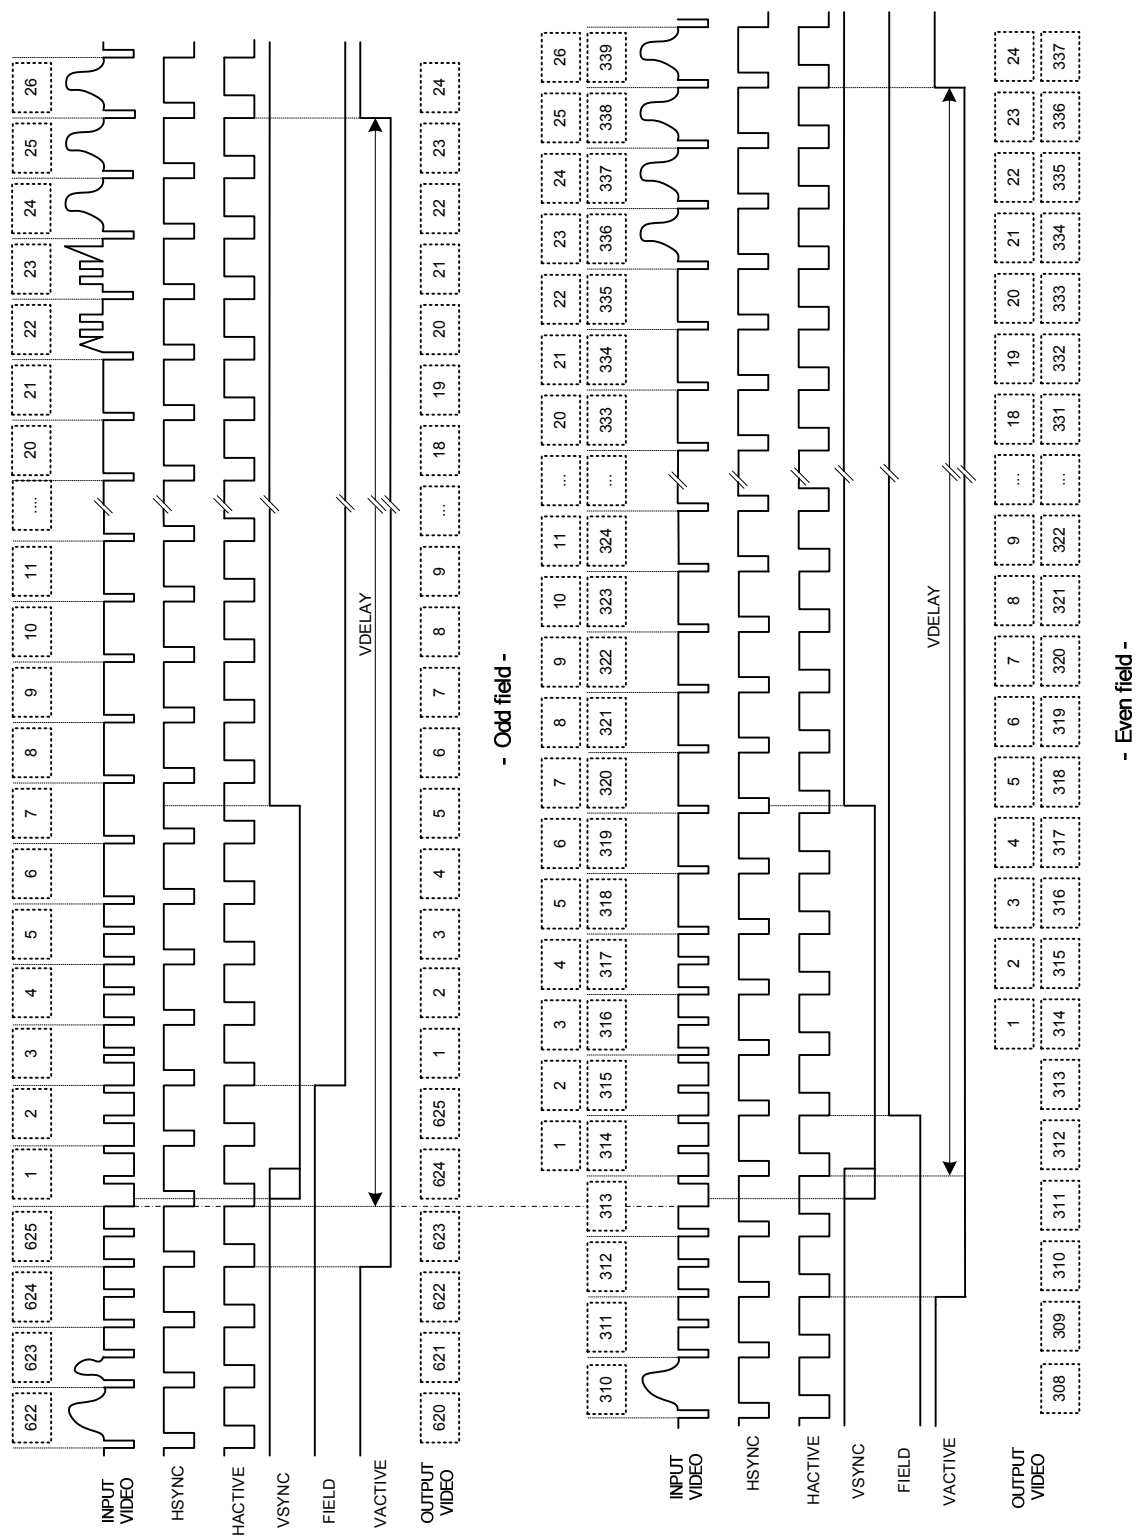 622 623 624 625 1 2 3 4 5 6 7 8 9 10 11 .... 20 21 22 23 24 25 26
INPUT
VIDEO
HSYNC
HACTIVE
VSYNC
FIELD
VACTIVE
VDELAY
OUTPUT
VIDEO
620 621 622 623 624 625 1 2 3 4 5 6 7 8 9 ... 18 19 20 21 22 23 24
- Odd field -
1 2 3 4 5 6 7 8 9 10 11 ... 20 21 22 23 24 25 26
310 311 312 313 314 315 316 317 318 319 320 321 322 323 324 ... 333 334 335 336 337 338 339
INPUT
VIDEO
HSYNC
HACTIVE
VSYNC
FIELD
VACTIVE
VDELAY
OUTPUT
VIDEO
1 2 3 4 5 6 7 8 9 ... 18 19 20 21 22 23 24
308 309 310 311 312 313 314 315 316 317 318 319 320 321 322 ... 331 332 333 334 335 336 337
- Even field -